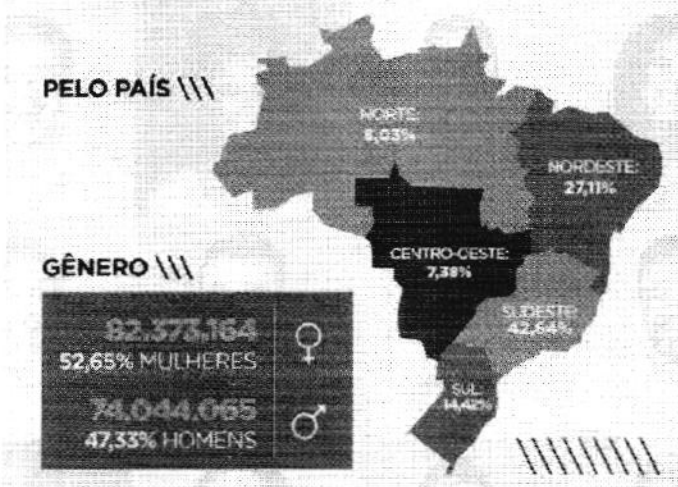 PELO PAÍS
NORTE:
8,03%
NORDESTE:
27,11%
CENTRO-OESTE:
7,38%
SUDESTE:
42,64%
SUL:
14,42%
GÊNERO
82.373.164
52,65% MULHERES
74.044.065
47,33% HOMENS